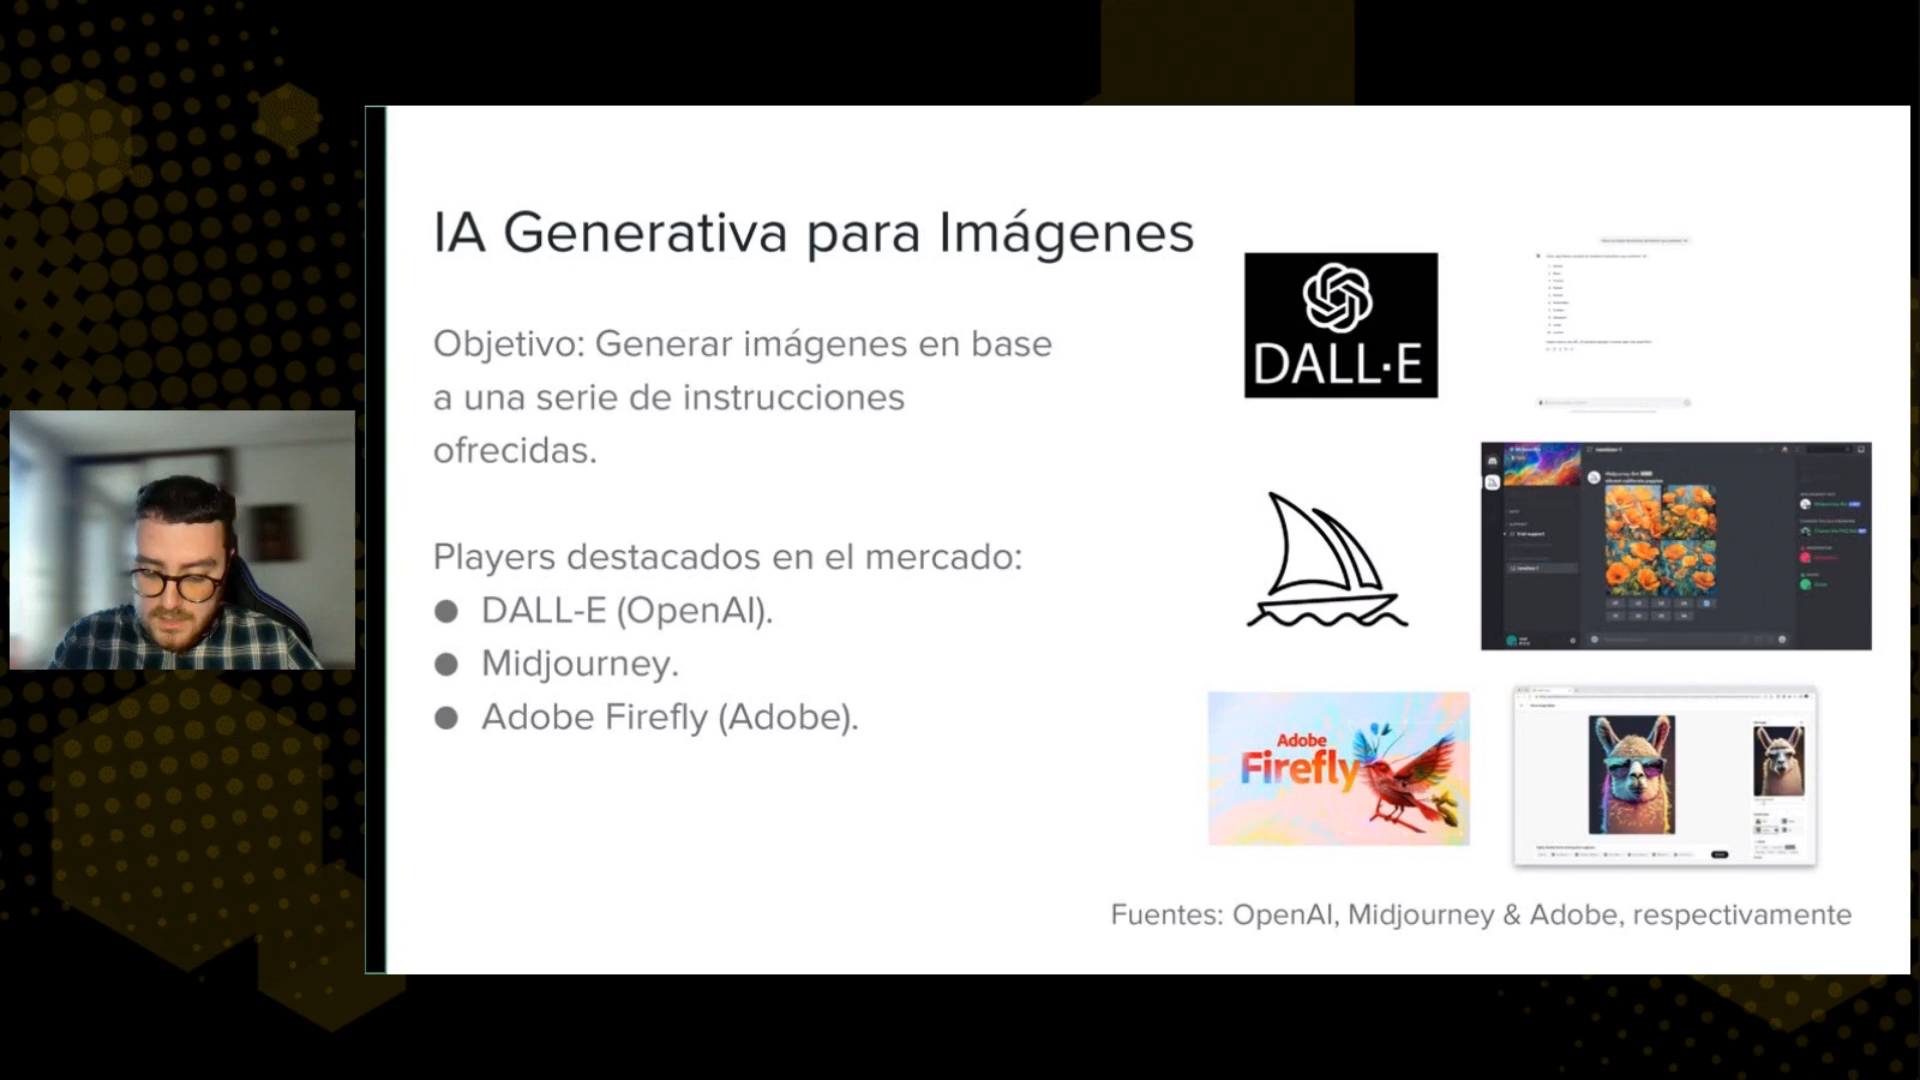 IA Generativa para Imágenes
Objetivo: Generar imágenes en base
a una serie de instrucciones
ofrecidas.
Players destacados en el mercado:
● DALL-E (OpenAI).
● Midjourney.
● Adobe Firefly (Adobe).
DALL·E
Adobe
Firefly
Fuentes: OpenAI, Midjourney & Adobe, respectivamente